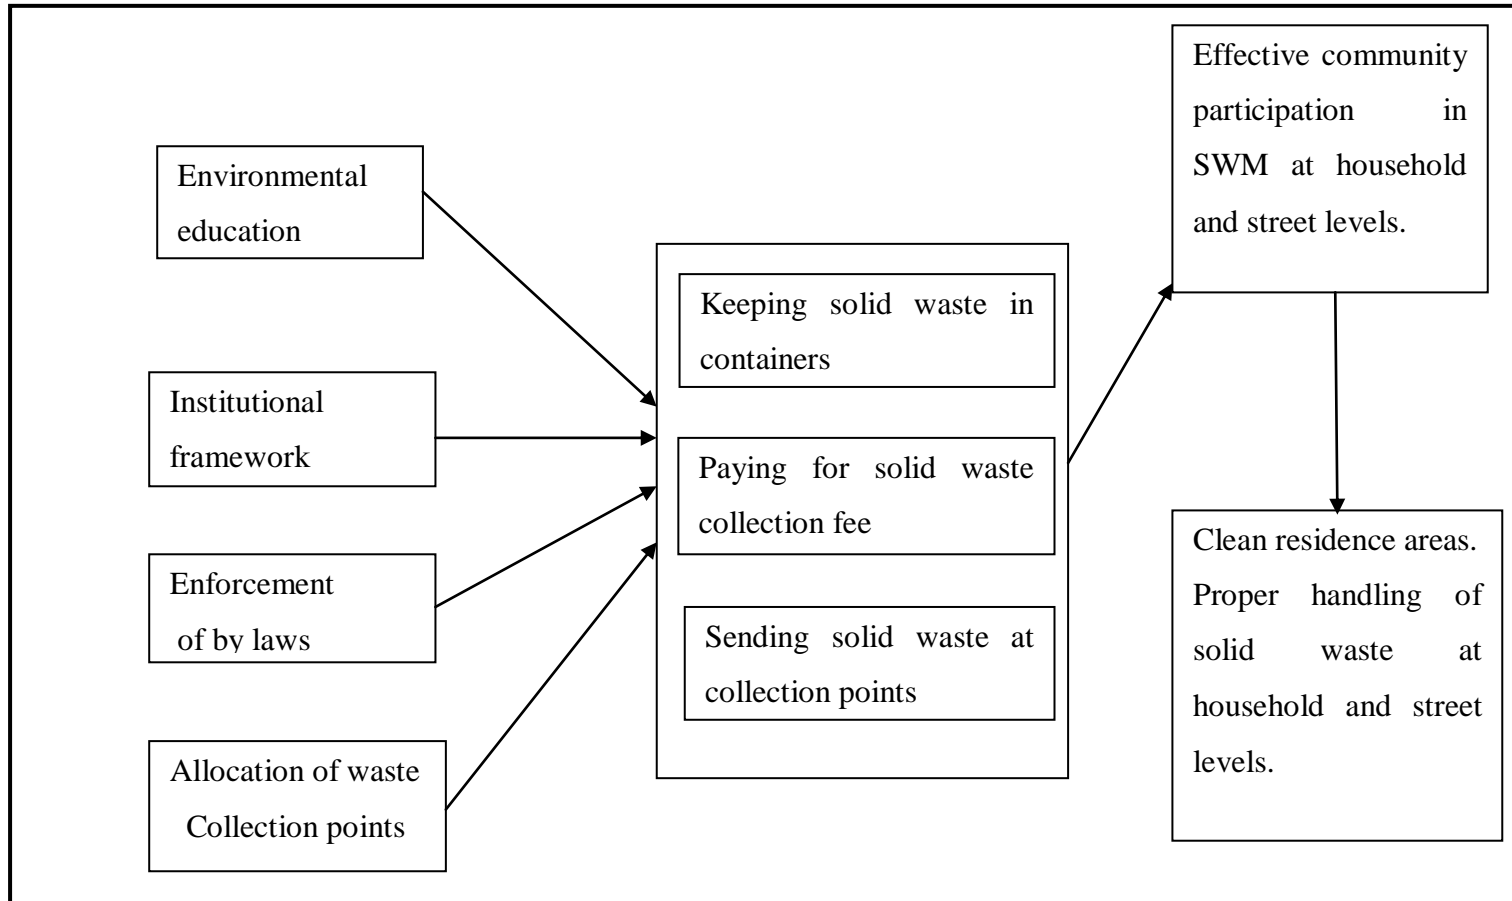 Environmental
education
Institutional
framework
Enforcement
of by laws
Allocation of waste
Collection points
Keeping solid waste in
containers
Paying for solid waste
collection fee
Sending solid waste at
collection points
Effective community
participation in
SWM at household
and street levels.
Clean residence areas.
Proper handling of
solid waste at
household and street
levels.